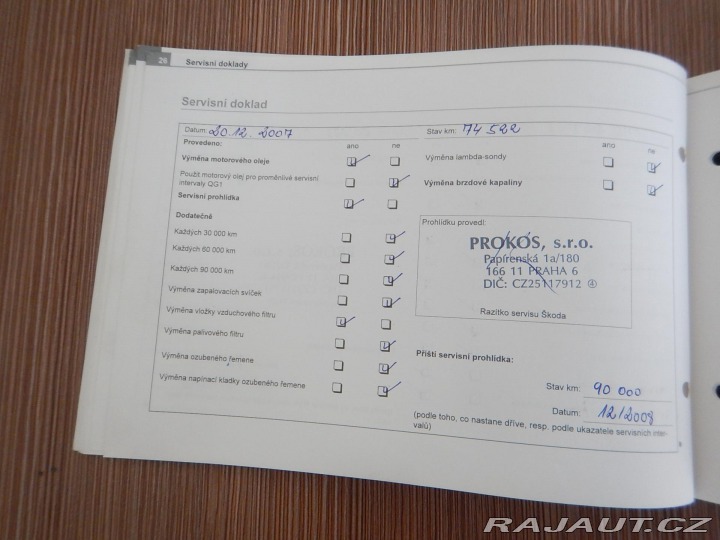 26 Servisní doklady
Servisní doklad
Datum: 20.12.2007
Stav km: 74 522
Provedeno: ano ne
ano ne
Výměna motorového oleje
Výměna lambda-sondy
Použit motorový olej pro proměnlivé servisní
intervaly QG1
Výměna brzdové kapaliny
Servisní prohlídka
Dodatečně
Každých 30 000 km
Každých 60 000 km
Každých 90 000 km
Výměna zapalovacích svíček
Výměna vložky vzduchového filtru
Výměna palivového filtru
Výměna ozubeného řemene
Výměna napínací kladky ozubeného řemene
Prohlídku provedl:
PROKOS, s.r.o.
Papírenská 1a/180
166 11 PRAHA 6
DIČ: CZ25117912 ④
Razítko servisu Škoda
Příští servisní prohlídka:
Stav km: 90 000
Datum: 12/2008
(podle toho, co nastane dříve, resp. podle ukazatele servisních inter-
valů)
RAJAUT.CZ